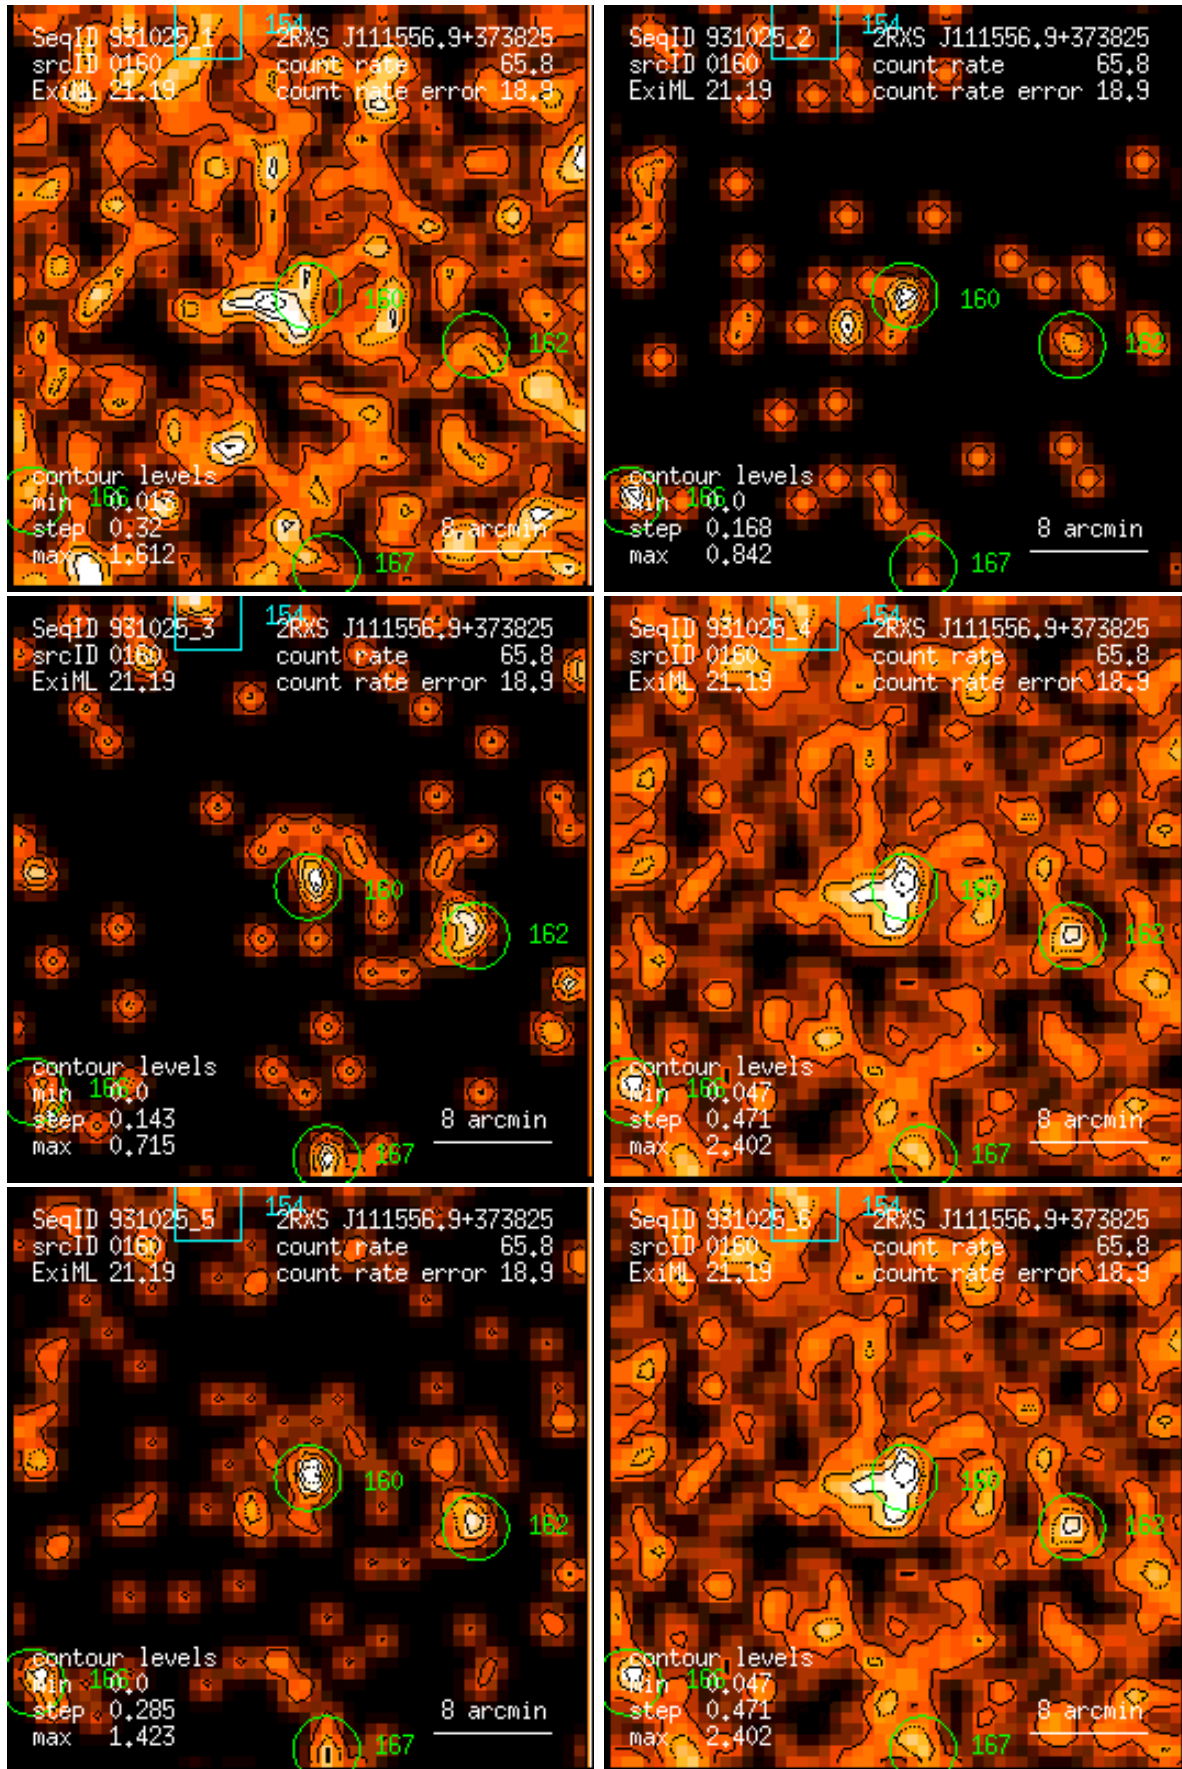 154
SeqID 931025_1 2RXS J111556.9+373825
srcID 0160 count rate 65.8
ExiML 21.19 count rate error 18.9
160
162
contour levels
166
min 0.013
step 0.32 8 arcmin
max 1.612 167
154
SeqID 931025_2 2RXS J111556.9+373825
srcID 0160 count rate 65.8
ExiML 21.19 count rate error 18.9
160
162
contour levels
166
min 0.0
step 0.168 8 arcmin
max 0.842 167
154
SeqID 931025_3 2RXS J111556.9+373825
srcID 0160 count rate 65.8
ExiML 21.19 count rate error 18.9
160
162
contour levels
166
min 0.0
step 0.143 8 arcmin
max 0.715 167
154
SeqID 931025_4 2RXS J111556.9+373825
srcID 0160 count rate 65.8
ExiML 21.19 count rate error 18.9
160
162
contour levels
166
min 0.047
step 0.471 8 arcmin
max 2.402 167
154
SeqID 931025_5 2RXS J111556.9+373825
srcID 0160 count rate 65.8
ExiML 21.19 count rate error 18.9
160
162
contour levels
166
min 0.0
step 0.285 8 arcmin
max 1.423 167
154
SeqID 931025_6 2RXS J111556.9+373825
srcID 0160 count rate 65.8
ExiML 21.19 count rate error 18.9
160
162
contour levels
166
min 0.047
step 0.471 8 arcmin
max 2.402 167